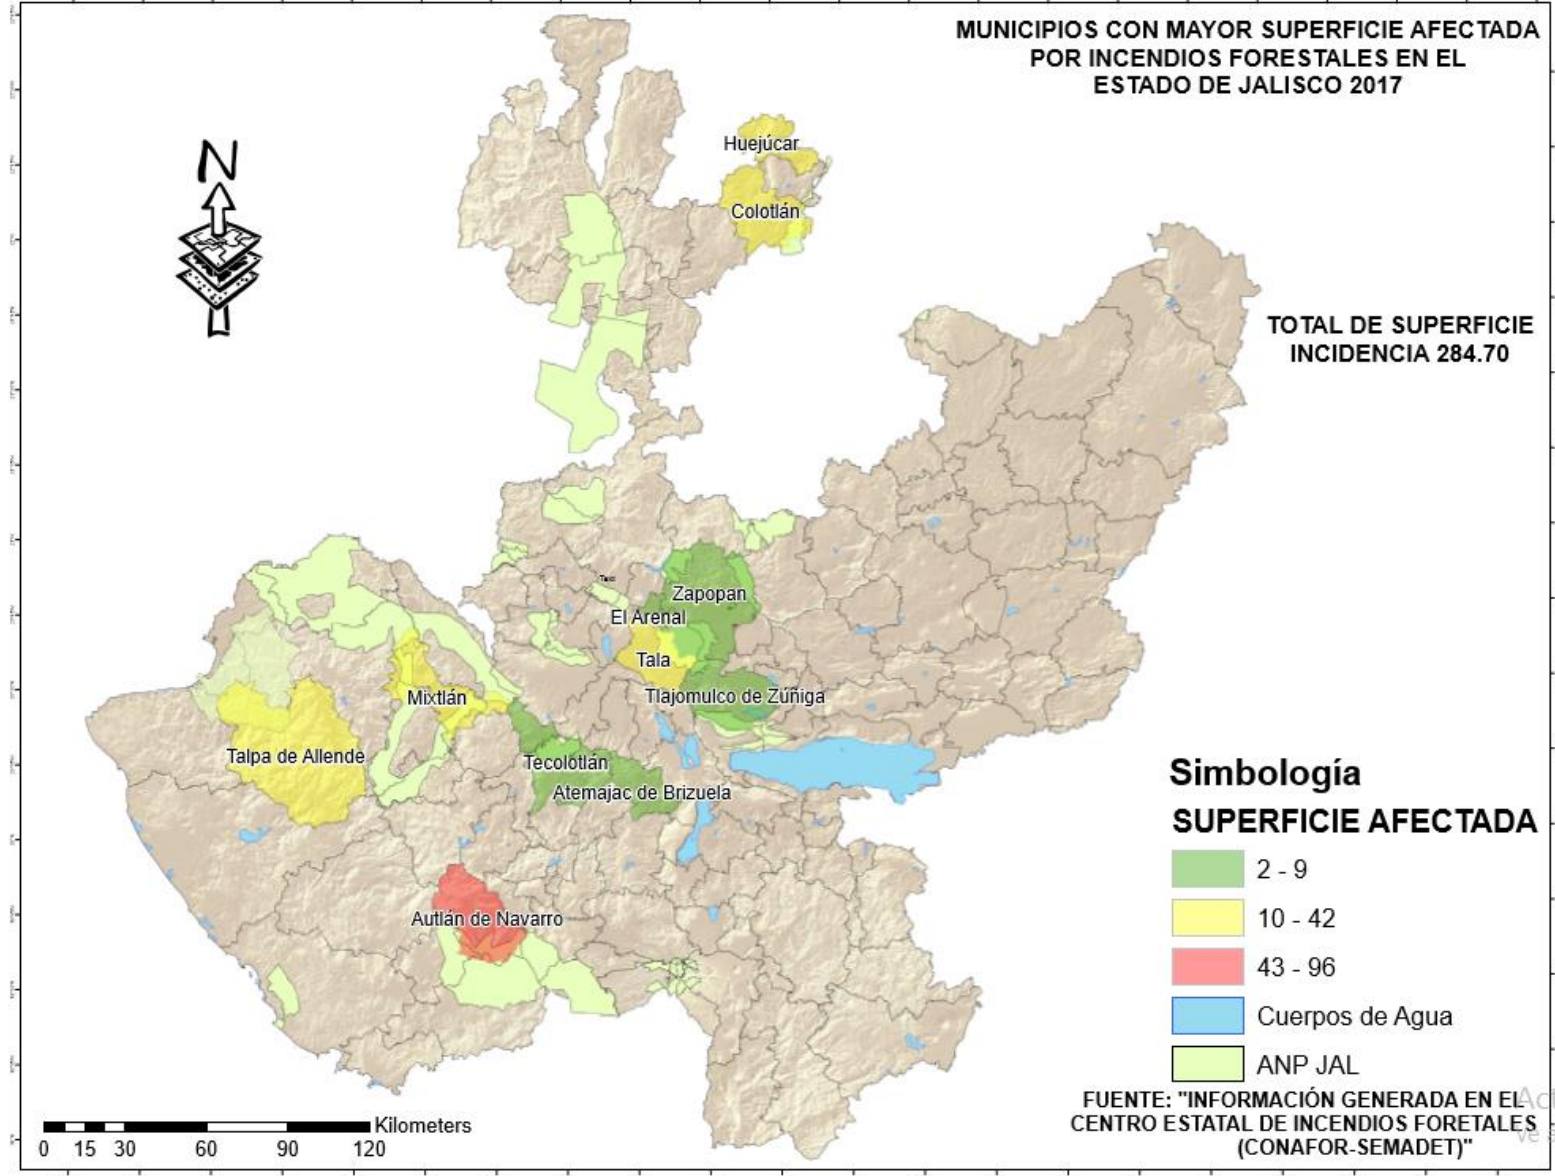 MUNICIPIOS CON MAYOR SUPERFICIE AFECTADA
POR INCENDIOS FORESTALES EN EL
ESTADO DE JALISCO 2017
N
Huejúcar
Colotlán
TOTAL DE SUPERFICIE
INCIDENCIA 284.70
Zapopan
El Arenal
Tala
Tlajomulco de Zúñiga
Mixtlán
Talpa de Allende
Tecolotlán
Atemajac de Brizuela
Autlán de Navarro
Simbología
SUPERFICIE AFECTADA
2 - 9
10 - 42
43 - 96
Cuerpos de Agua
ANP JAL
FUENTE: "INFORMACIÓN GENERADA EN EL
CENTRO ESTATAL DE INCENDIOS FORETALES
(CONAFOR-SEMADET)"
Kilometers
0 15 30 60 90 120